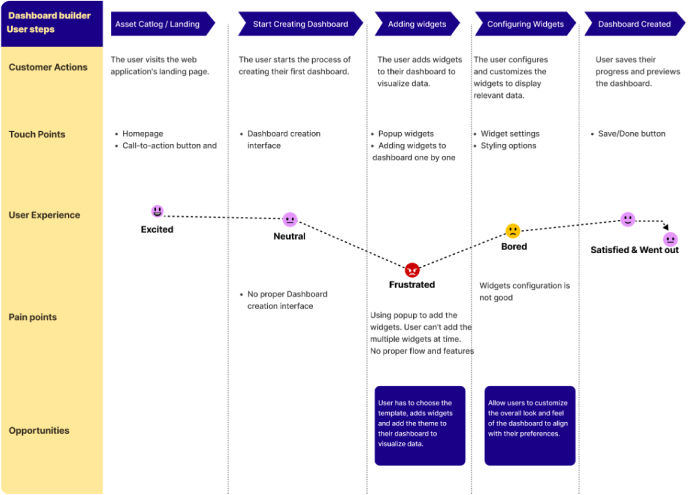 Dashboard builder
User steps
Asset Catlog / Landing
Start Creating Dashboard
Adding widgets
Configuring Widgets
Dashboard Created
Customer Actions
The user visits the web
application's landing page.
The user starts the process of
creating their first dashboard.
The user adds widgets
to their dashboard to
visualize data.
The user configures
and customizes the
widgets to display
relevant data.
User saves their
progress and previews
the dashboard.
Touch Points
• Homepage
• Call-to-action button and
• Dashboard creation
interface
• Popup widgets
• Adding widgets to
dashboard one by one
• Widget settings
• Styling options
• Save/Done button
User Experience
Excited
Neutral
Frustrated
Bored
Satisfied & Went out
Pain points
• No proper Dashboard
creation interface
Using popup to add the
widgets. User can't add the
multiple widgets at time.
No proper flow and features
Widgets configuration is
not good
Opportunities
User has to choose the
template, adds widgets
and add the theme to
their dashboard to
visualize data.
Allow users to customize
the overall look and feel
of the dashboard to align
with their preferences.